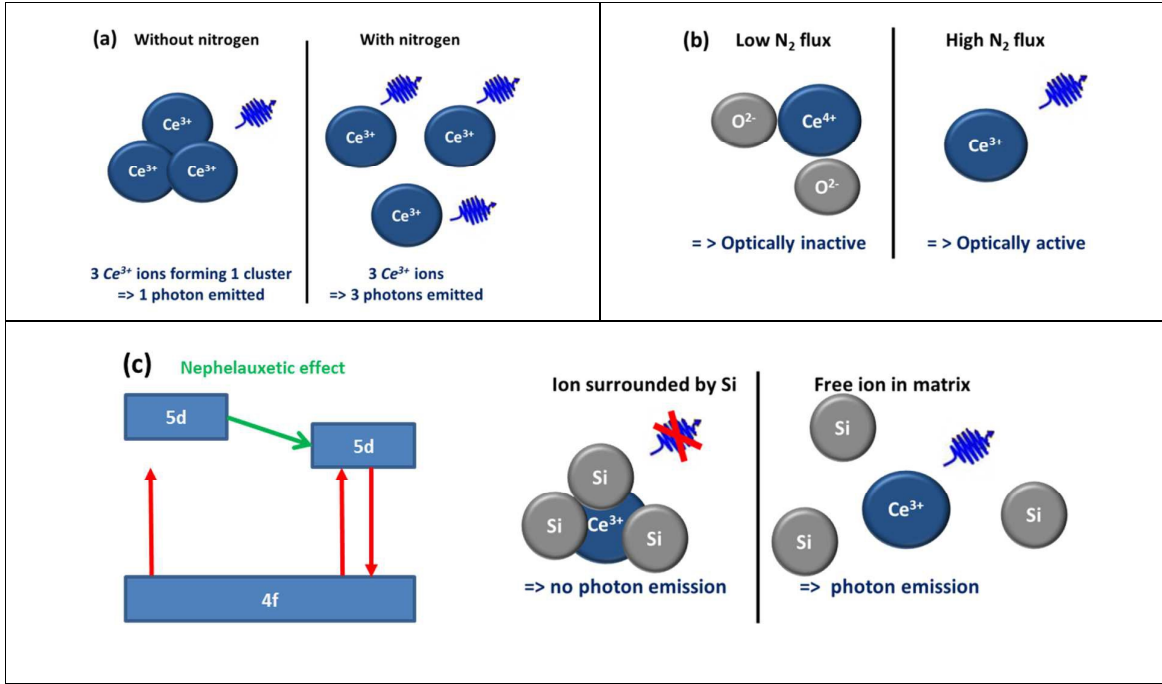 (a) Without nitrogen
With nitrogen
Ce³⁺
Ce³⁺ Ce³⁺
Ce³⁺ Ce³⁺
Ce³⁺
3 Ce³⁺ ions forming 1 cluster
=> 1 photon emitted
3 Ce³⁺ ions
=> 3 photons emitted
(b) Low N₂ flux
High N₂ flux
O²⁻ Ce⁴⁺
O²⁻
Ce³⁺
= > Optically inactive
= > Optically active
(c) Nephelauxetic effect
5d
5d
4f
Ion surrounded by Si
Si
Si Ce³⁺ Si
=> no photon emission
Free ion in matrix
Si
Ce³⁺ Si
Si
=> photon emission